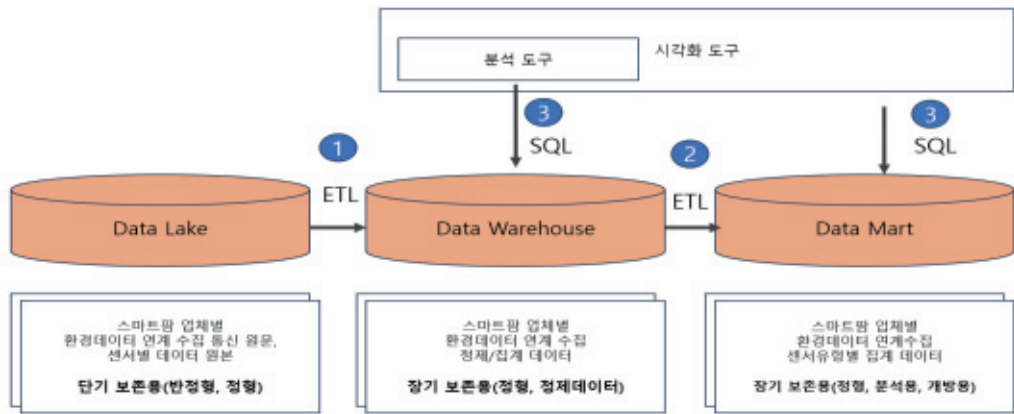 시각화 도구
분석 도구
3
SQL
3
SQL
1
ETL
2
ETL
Data Lake
Data Warehouse
Data Mart
스마트팜 업체별
환경데이터 연계 수집 통신 원문,
센서별 데이터 원본
단기 보존용(반정형, 정형)
스마트팜 업체별
환경데이터 연계 수집
정제/집계 데이터
장기 보존용(정형, 정제데이터)
스마트팜 업체별
환경데이터 연계수집
센서유형별 집계 데이터
장기 보존용(정형, 분석용, 개방용)